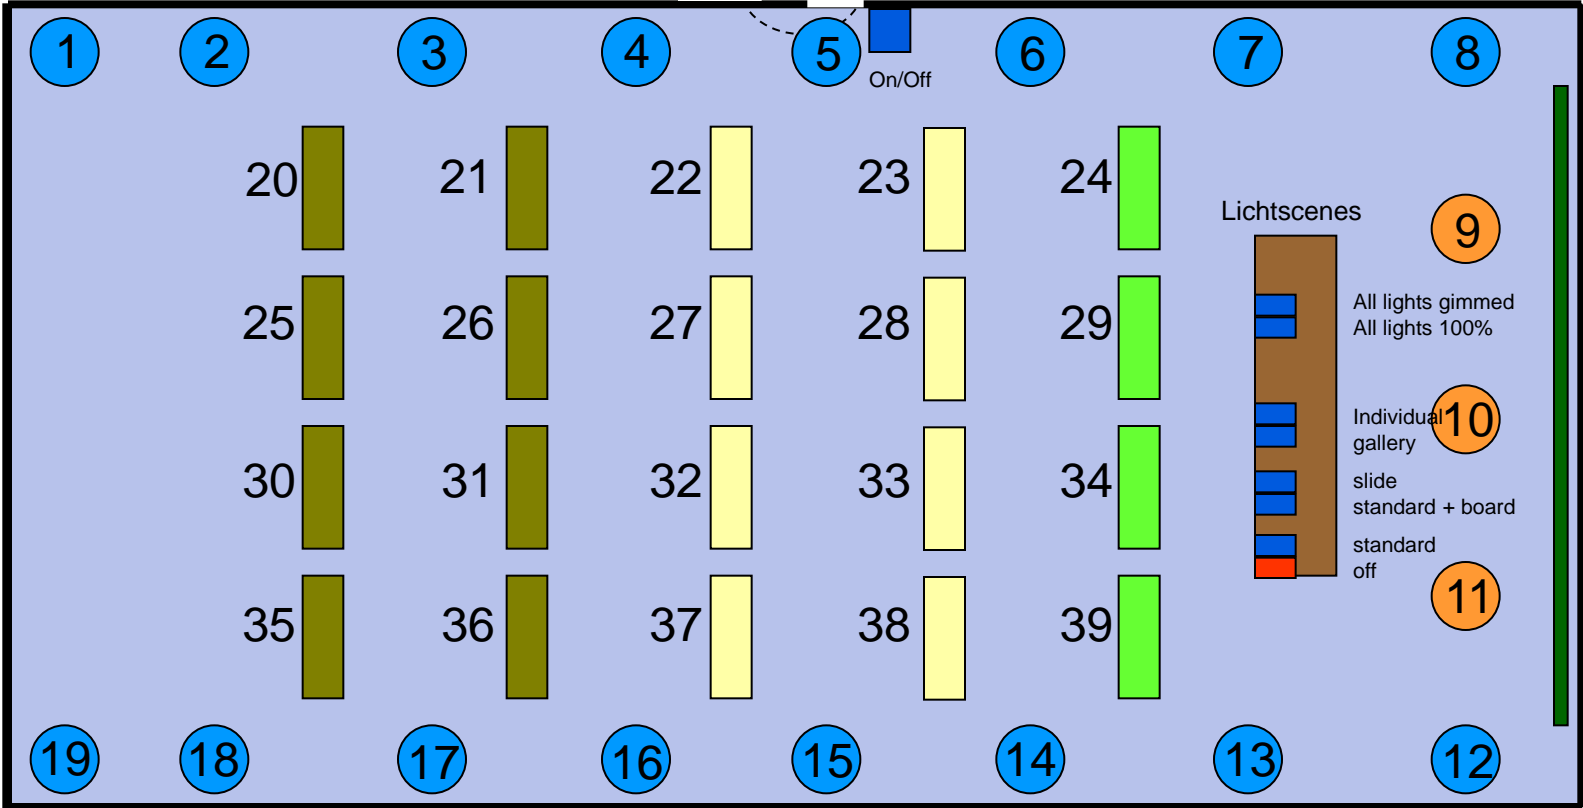 1 2 3 4 5 6 7 8
On/Off
20 21 22 23 24
Lichtscenes
9
25 26 27 28 29
All lights gimmed
All lights 100%
Individual 10
gallery
30 31 32 33 34
slide
standard + board
standard
off
11
35 36 37 38 39
19 18 17 16 15 14 13 12